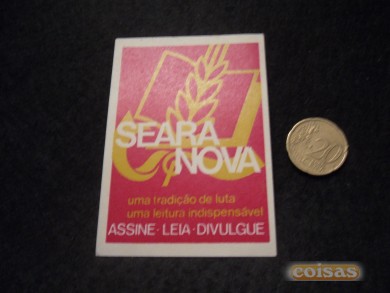 SEARA
NOVA
uma tradição de luta
uma leitura indispensável
ASSINE · LEIA · DIVULGUE
coisas